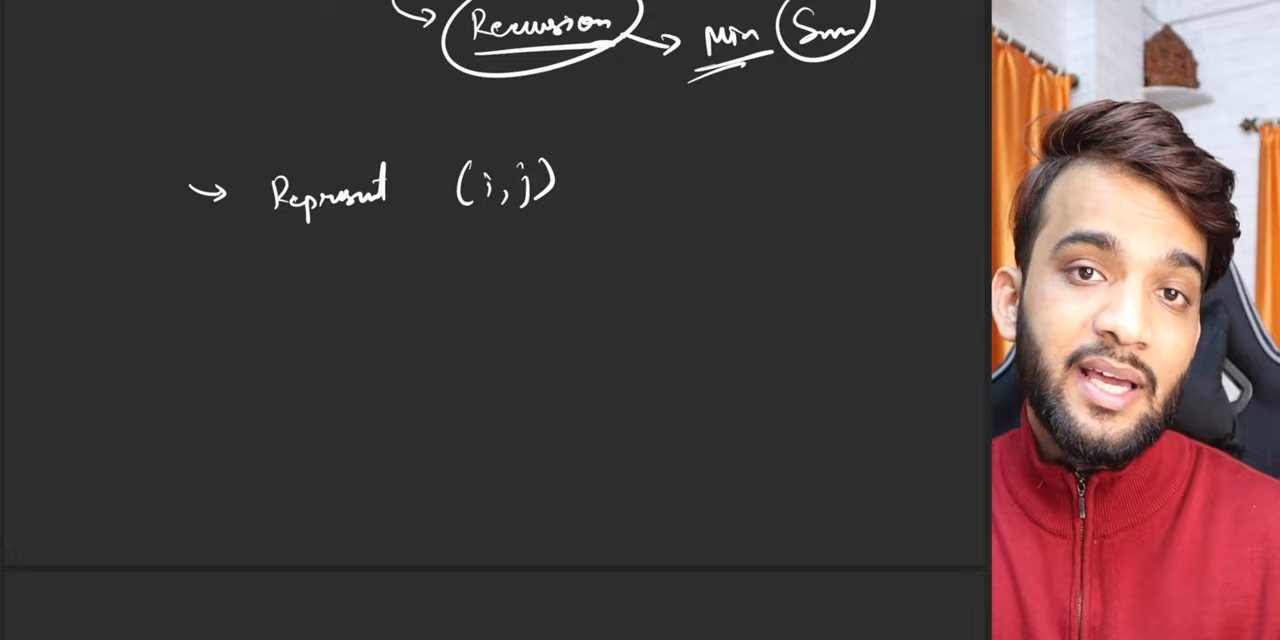 Recursion → Min Sum
→ Represent (i, j)